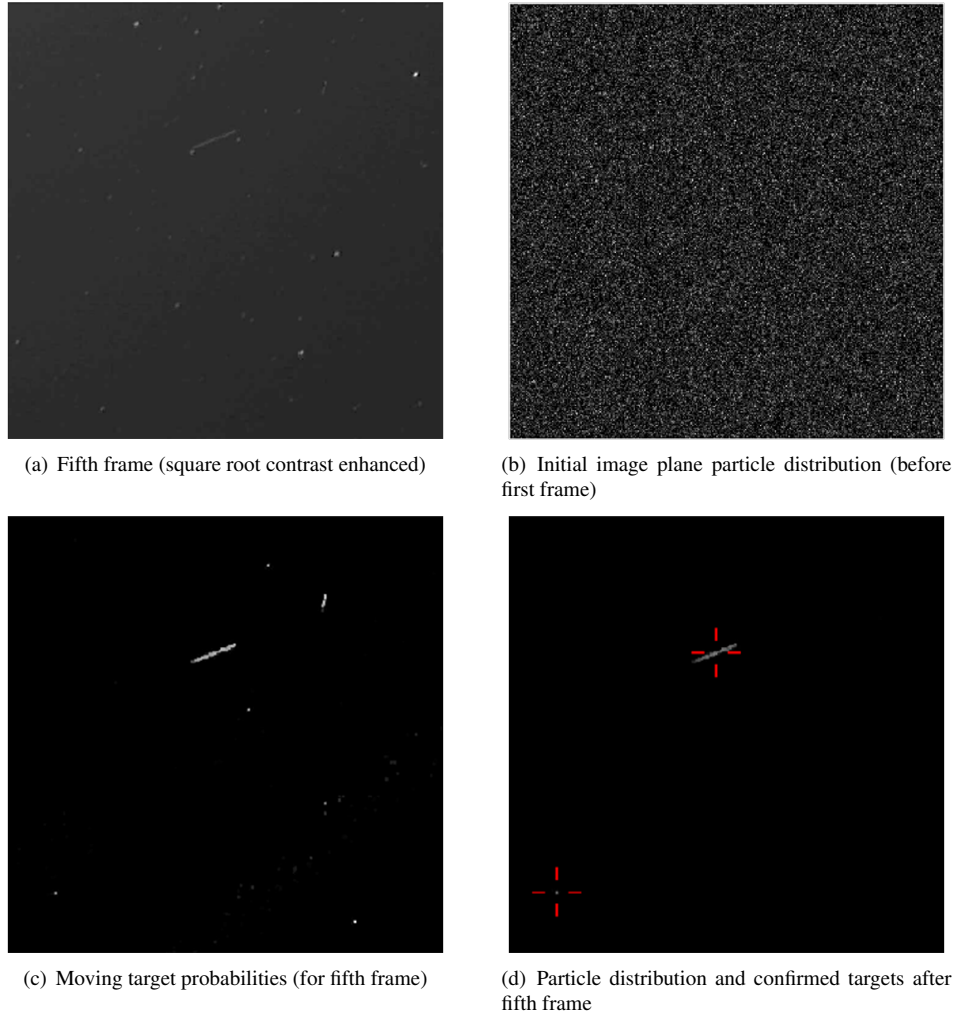 (a) Fifth frame (square root contrast enhanced)
(b) Initial image plane particle distribution (before
first frame)
(c) Moving target probabilities (for fifth frame)
(d) Particle distribution and confirmed targets after
fifth frame